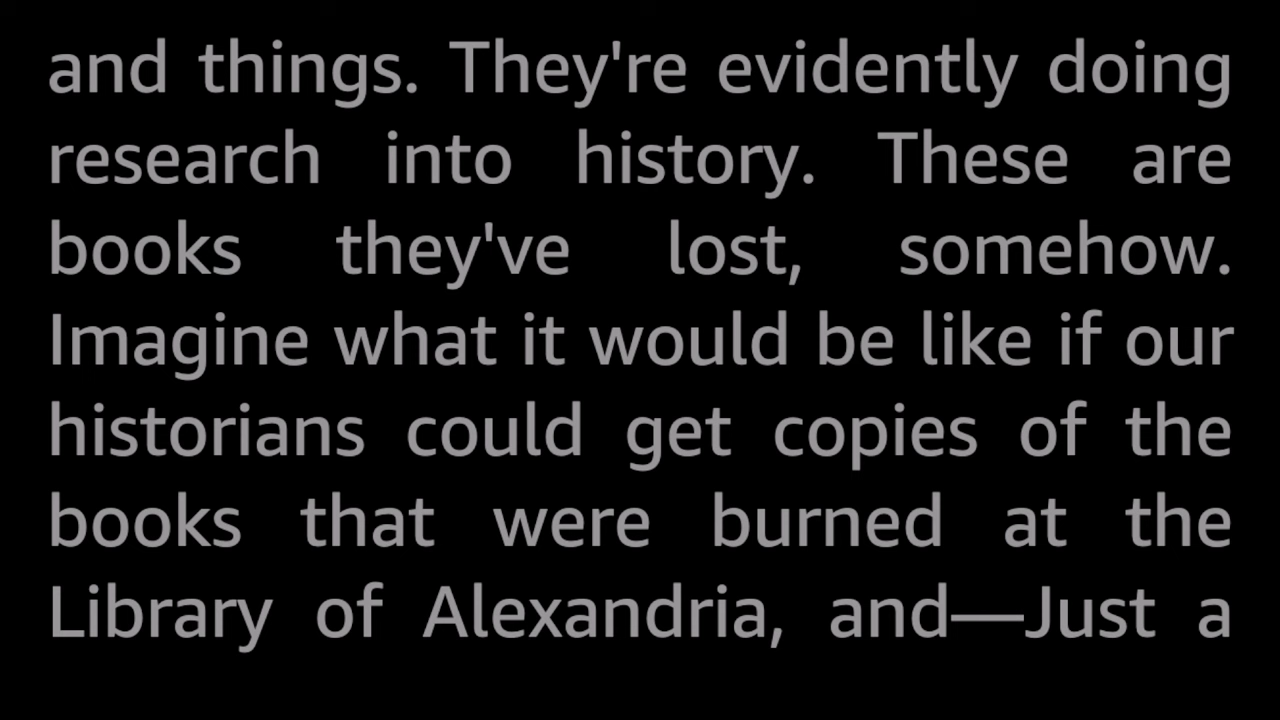 and things. They're evidently doing
research into history. These are
books they've lost, somehow.
Imagine what it would be like if our
historians could get copies of the
books that were burned at the
Library of Alexandria, and—Just a